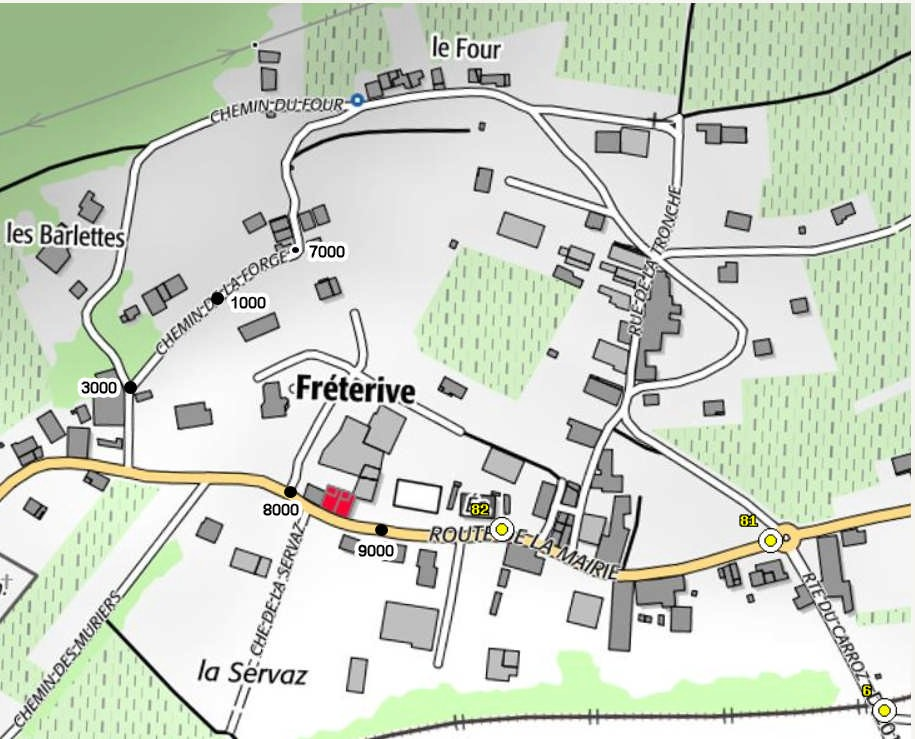 le Four
CHEMIN DU FOUR
les Barlettes
7000
CHEMIN DE LA FORGE
1000
RUE DE LA TRONCHE
3000
Fréterive
8000
82
9000
ROUTE DE LA MAIRIE
81
CHE DE LA SERVAZ
CHEMIN DES MURIERS
RTE DU CARROZ
la Servaz
6